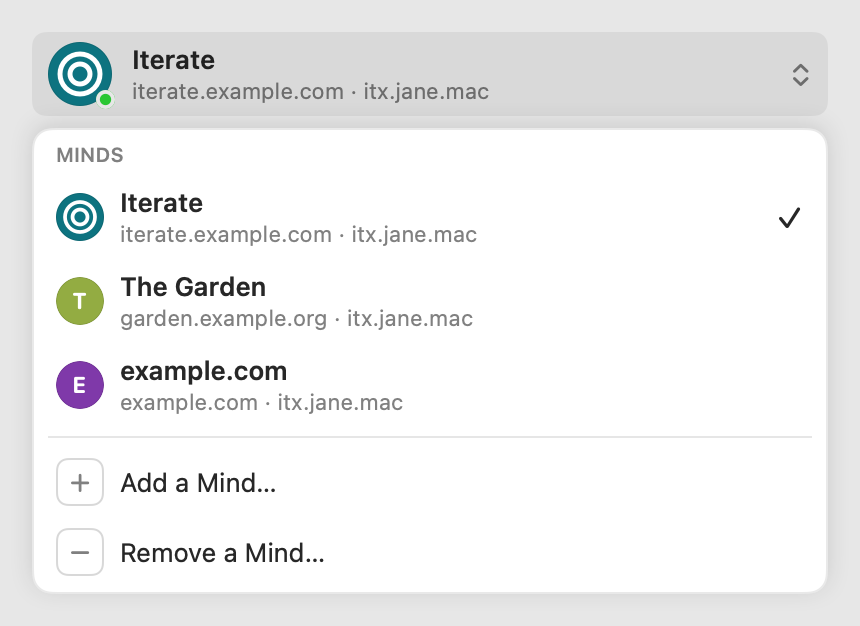 Iterate
iterate.example.com · itx.jane.mac
MINDS
Iterate
iterate.example.com · itx.jane.mac
T
The Garden
garden.example.org · itx.jane.mac
E
example.com
example.com · itx.jane.mac
Add a Mind...
Remove a Mind...